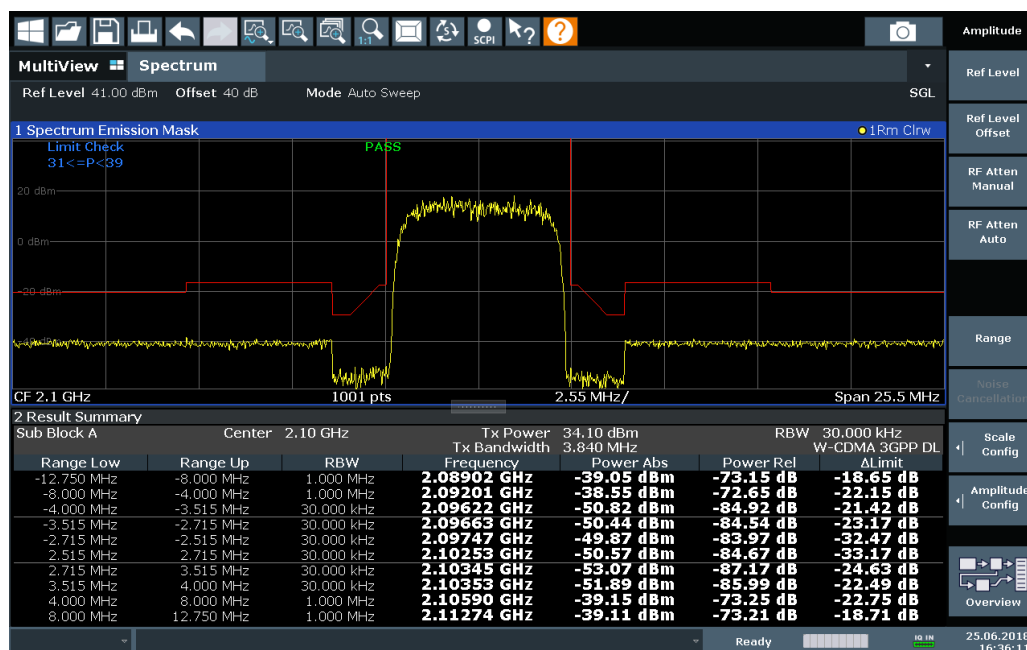 1:1
SCPI
?
?
Amplitude
MultiView
Spectrum
Ref Level
Ref Level 41.00 dBm Offset 40 dB Mode Auto Sweep SGL
Ref Level
Offset
1 Spectrum Emission Mask 1Rm Clrw
Limit Check PASS
31<=P<39
RF Atten
Manual
20 dBm
RF Atten
Auto
0 dBm
-20 dBm
Range
CF 2.1 GHz 1001 pts 2.55 MHz/ Span 25.5 MHz
Noise
Cancellation
2 Result Summary
Sub Block A Center 2.10 GHz Tx Power 34.10 dBm RBW 30.000 kHz
Tx Bandwidth 3.840 MHz W-CDMA 3GPP DL
Scale
Config
Range Low Range Up RBW Frequency Power Abs Power Rel ΔLimit
-12.750 MHz -8.000 MHz 1.000 MHz 2.08902 GHz -39.05 dBm -73.15 dB -18.65 dB
-8.000 MHz -4.000 MHz 1.000 MHz 2.09201 GHz -38.55 dBm -72.65 dB -22.15 dB
-4.000 MHz -3.515 MHz 30.000 kHz 2.09622 GHz -50.82 dBm -84.92 dB -21.42 dB
-3.515 MHz -2.715 MHz 30.000 kHz 2.09663 GHz -50.44 dBm -84.54 dB -23.17 dB
-2.715 MHz -2.515 MHz 30.000 kHz 2.09747 GHz -49.87 dBm -83.97 dB -32.47 dB
2.515 MHz 2.715 MHz 30.000 kHz 2.10253 GHz -50.57 dBm -84.67 dB -33.17 dB
2.715 MHz 3.515 MHz 30.000 kHz 2.10345 GHz -53.07 dBm -87.17 dB -24.63 dB
3.515 MHz 4.000 MHz 30.000 kHz 2.10353 GHz -51.89 dBm -85.99 dB -22.49 dB
4.000 MHz 8.000 MHz 1.000 MHz 2.10590 GHz -39.15 dBm -73.25 dB -22.75 dB
8.000 MHz 12.750 MHz 1.000 MHz 2.11274 GHz -39.11 dBm -73.21 dB -18.71 dB
Amplitude
Config
Overview
Ready
IQ IN
25.06.2018
16:36:11